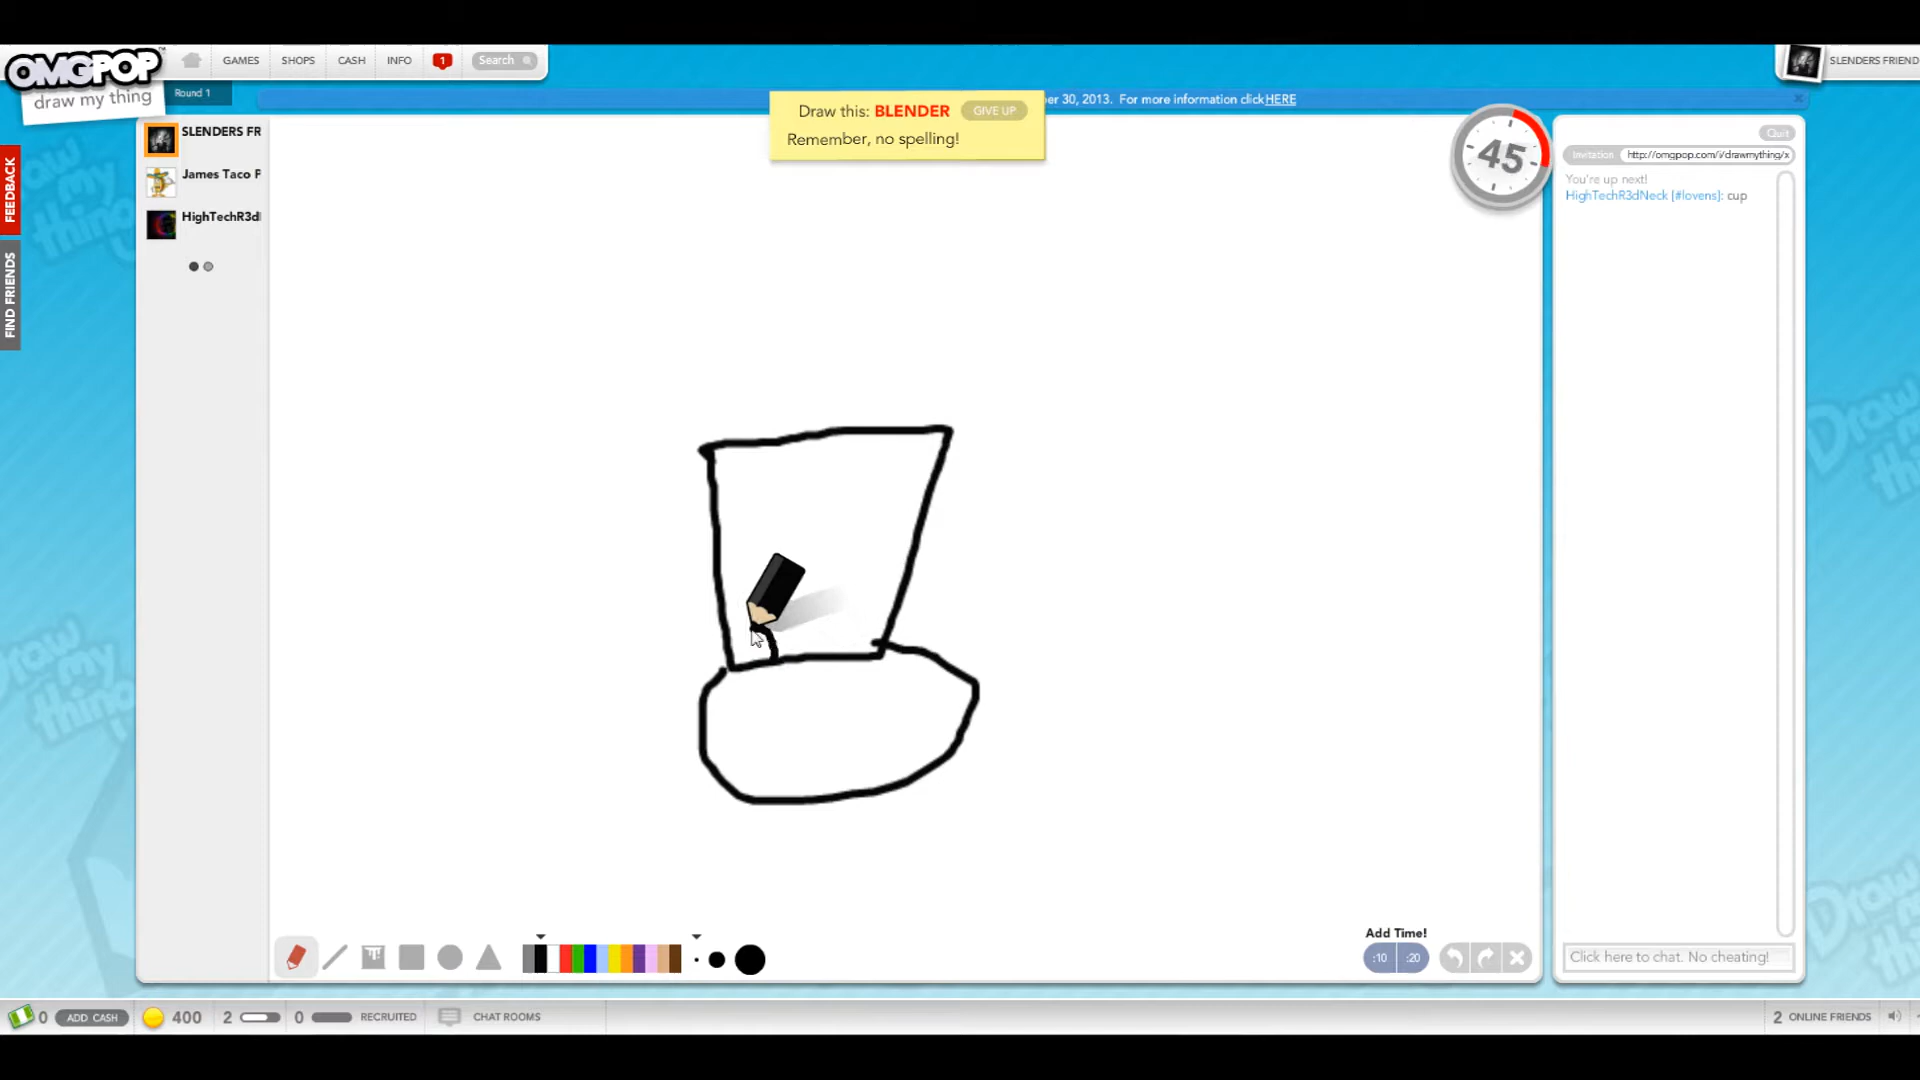 OMGPOP
draw my thing
GAMES
SHOPS
CASH
INFO
1
Search
SLENDERS FRIEND
Round 1
er 30, 2013. For more information click HERE
Draw this: BLENDER
GIVE UP
Remember, no spelling!
45
FEEDBACK
FIND FRIENDS
SLENDERS FR
James Taco P
HighTechR3d
Quit
Invitation
http://omgpop.com/i/drawmything/x
You're up next!
HighTechR3dNeck [#lovens]: cup
Add Time!
:10
:20
Click here to chat. No cheating!
0
ADD CASH
400
2
0
RECRUITED
CHAT ROOMS
2 ONLINE FRIENDS